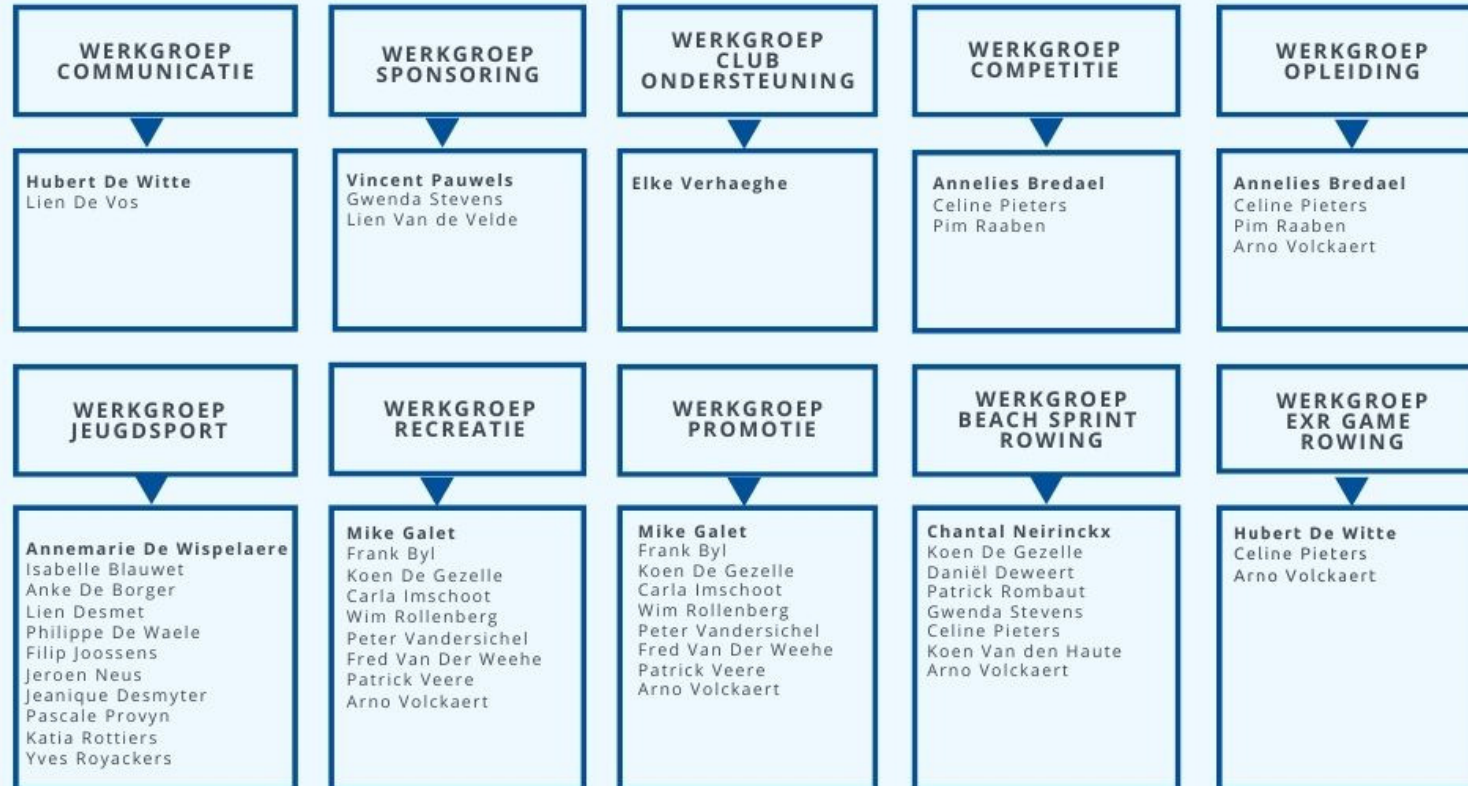 WERKGROEP
COMMUNICATIE
Hubert De Witte
Lien De Vos
WERKGROEP
SPONSORING
Vincent Pauwels
Gwenda Stevens
Lien Van de Velde
WERKGROEP
CLUB
ONDERSTEUNING
Elke Verhaeghe
WERKGROEP
COMPETITIE
Annelies Bredael
Celine Pieters
Pim Raaben
WERKGROEP
OPLEIDING
Annelies Bredael
Celine Pieters
Pim Raaben
Arno Volckaert
WERKGROEP
JEUGDSPORT
Annemarie De Wispelaere
Isabelle Blauwet
Anke De Borger
Lien Desmet
Philippe De Waele
Filip Joossens
Jeroen Neus
Jeanique Desmyter
Pascale Provyn
Katia Rottiers
Yves Royackers
WERKGROEP
RECREATIE
Mike Galet
Frank Byl
Koen De Gezelle
Carla Imschoot
Wim Rollenberg
Peter Vandersichel
Fred Van Der Weehe
Patrick Veere
Arno Volckaert
WERKGROEP
PROMOTIE
Mike Galet
Frank Byl
Koen De Gezelle
Carla Imschoot
Wim Rollenberg
Peter Vandersichel
Fred Van Der Weehe
Patrick Veere
Arno Volckaert
WERKGROEP
BEACH SPRINT
ROWING
Chantal Neirinckx
Koen De Gezelle
Daniël Deweert
Patrick Rombaut
Gwenda Stevens
Celine Pieters
Koen Van den Haute
Arno Volckaert
WERKGROEP
EXR GAME
ROWING
Hubert De Witte
Celine Pieters
Arno Volckaert